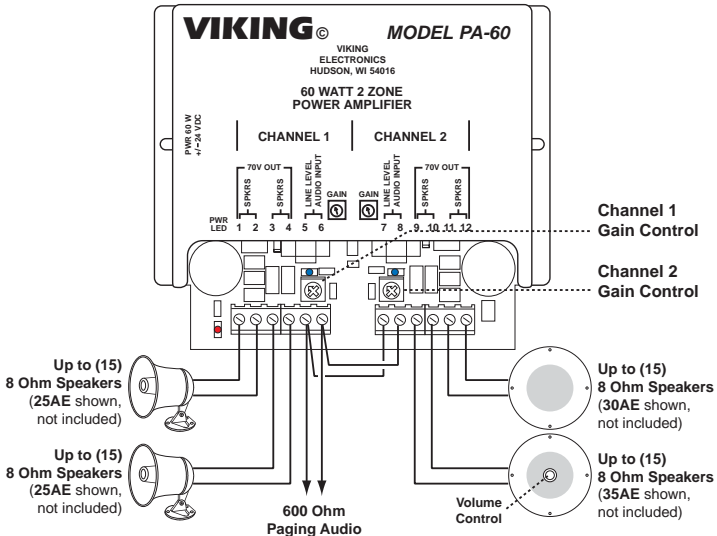 VIKING©
MODEL PA-60
VIKING
ELECTRONICS
HUDSON, WI 54016
60 WATT 2 ZONE
POWER AMPLIFIER
PWR 60 W
+/–24 VDC
CHANNEL 1
CHANNEL 2
70V OUT
SPKRS
SPKRS
LINE LEVEL
AUDIO INPUT
GAIN
GAIN
LINE LEVEL
AUDIO INPUT
70V OUT
SPKRS
SPKRS
PWR
LED
1 2 3 4 5 6
7 8 9 10 11 12
Channel 1
Gain Control
Channel 2
Gain Control
Up to (15)
8 Ohm Speakers
(25AE shown,
not included)
Up to (15)
8 Ohm Speakers
(30AE shown,
not included)
Up to (15)
8 Ohm Speakers
(25AE shown,
not included)
600 Ohm
Paging Audio
Volume
Control
Up to (15)
8 Ohm Speakers
(35AE shown,
not included)